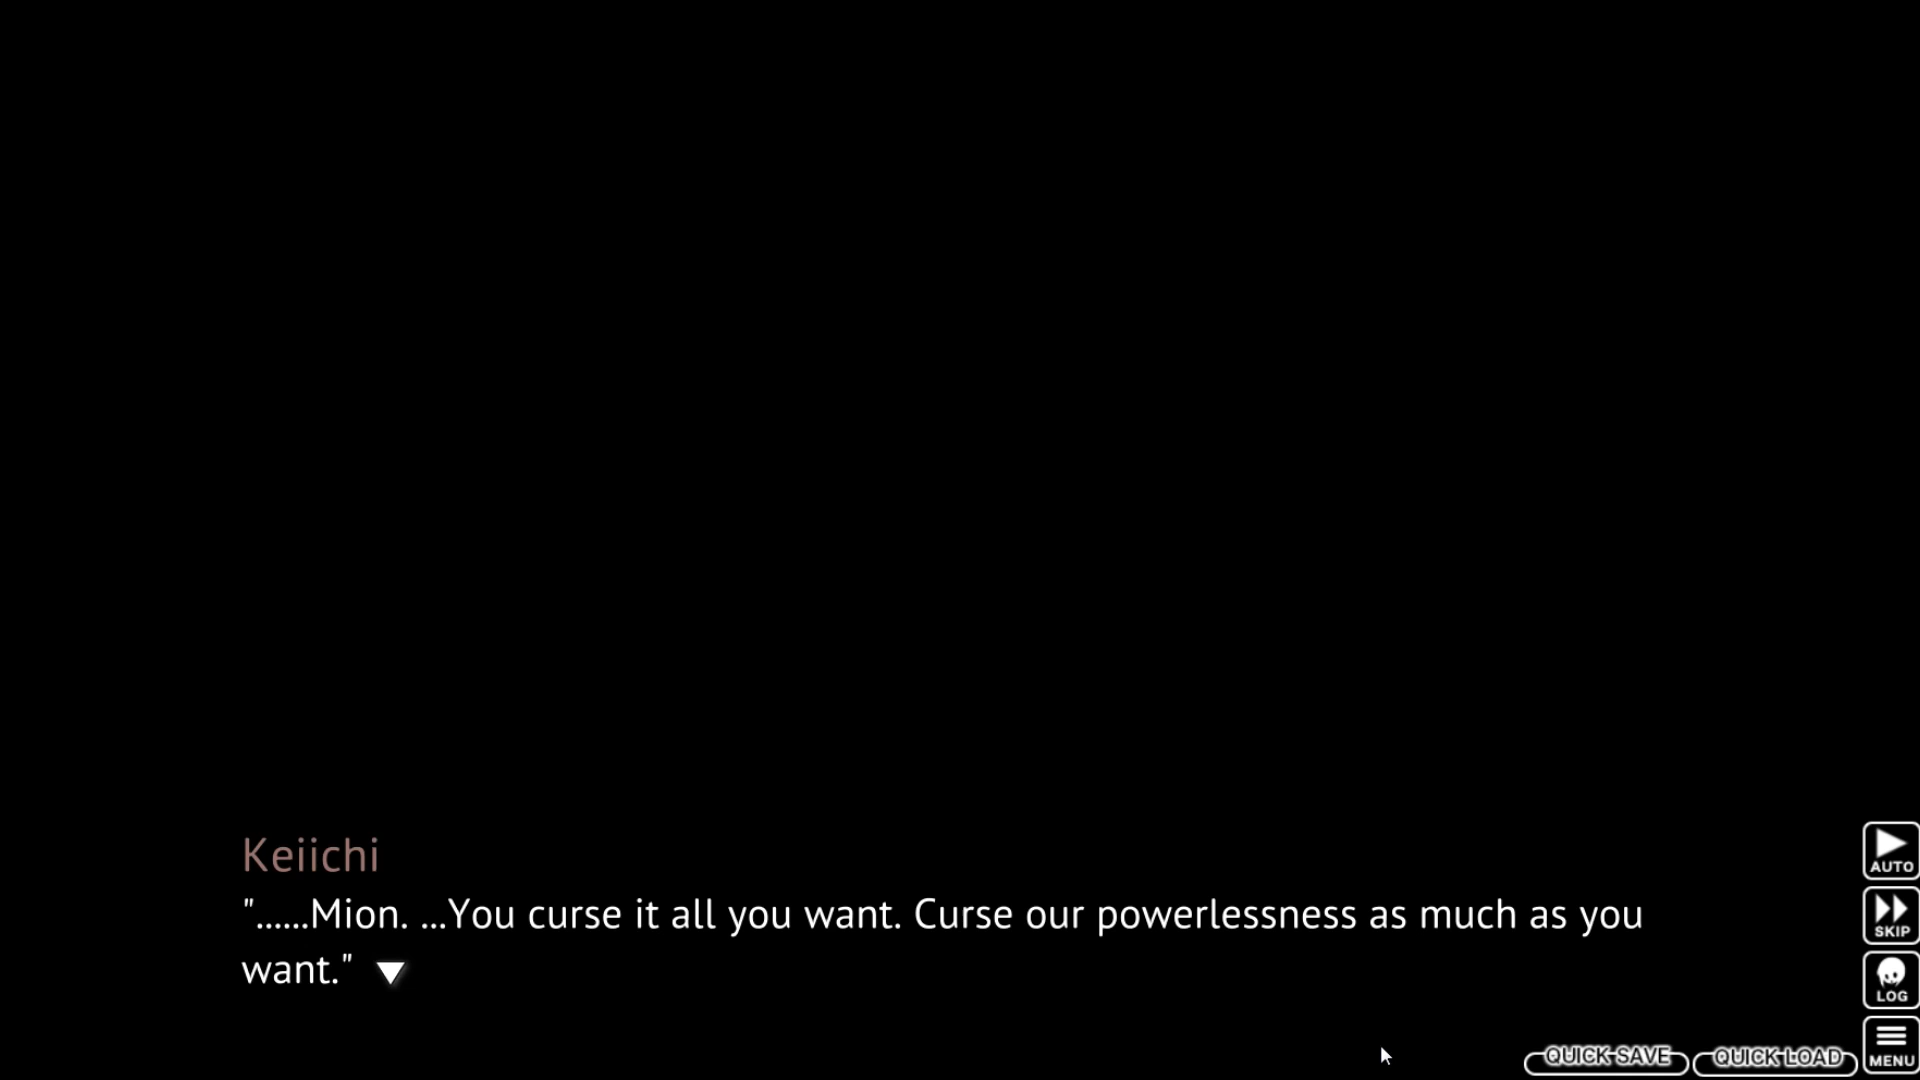 Keiichi
"......Mion. ...You curse it all you want. Curse our powerlessness as much as you
want."
AUTO
SKIP
LOG
MENU
QUICK SAVE
QUICK LOAD